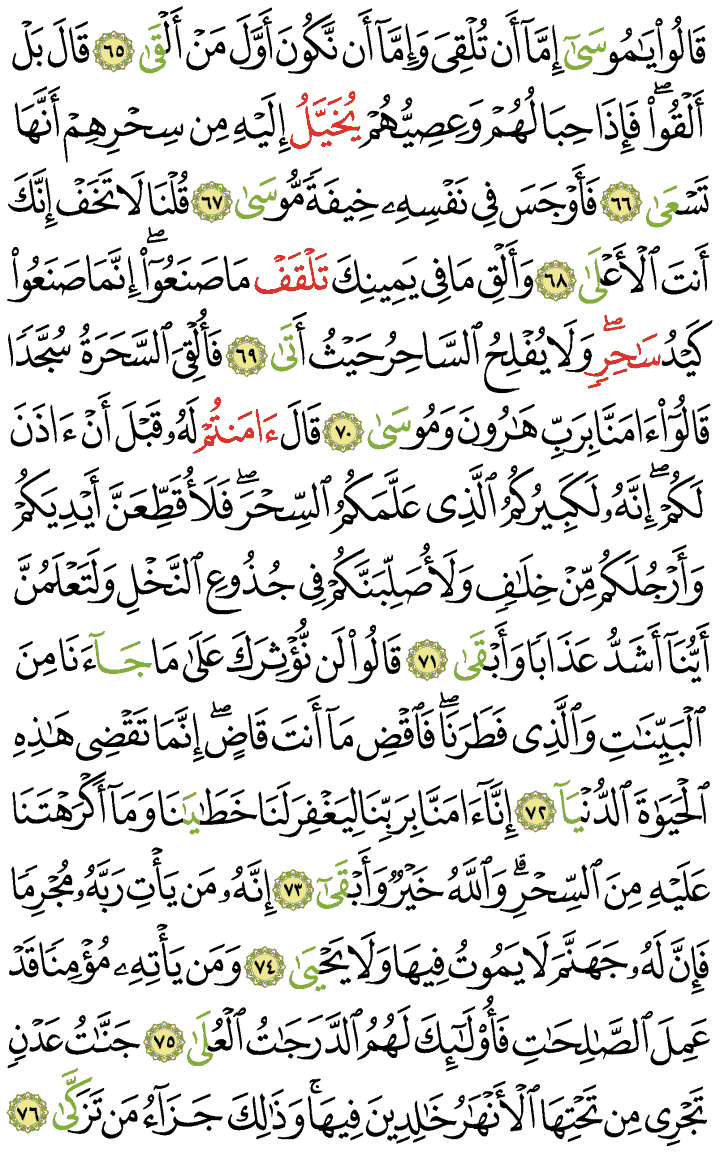 قَالُوا۟ يَـٰمُوسَىٰٓ إِمَّآ أَن تُلْقِىَ وَإِمَّآ أَن نَّكُونَ أَوَّلَ مَنْ أَلْقَىٰ ٦٥ قَالَ بَلْ
أَلْقُوا۟ۖ فَإِذَا حِبَالُهُمْ وَعِصِيُّهُمْ يُخَيَّلُ إِلَيْهِ مِن سِحْرِهِمْ أَنَّهَا
تَسْعَىٰ ٦٦ فَأَوْجَسَ فِى نَفْسِهِۦ خِيفَةً مُّوسَىٰ ٦٧ قُلْنَا لَا تَخَفْ إِنَّكَ
أَنتَ ٱلْأَعْلَىٰ ٦٨ وَأَلْقِ مَا فِى يَمِينِكَ تَلْقَفْ مَا صَنَعُوٓا۟ۖ إِنَّمَا صَنَعُوا۟
كَيْدُ سَـٰحِرٍۖ وَلَا يُفْلِحُ ٱلسَّاحِرُ حَيْثُ أَتَىٰ ٦٩ فَأُلْقِىَ ٱلسَّحَرَةُ سُجَّدًا
قَالُوٓا۟ ءَامَنَّا بِرَبِّ هَـٰرُونَ وَمُوسَىٰ ٧٠ قَالَ ءَامَنتُمْ لَهُۥ قَبْلَ أَنْ ءَاذَنَ
لَكُمْۖ إِنَّهُۥ لَكَبِيرُكُمُ ٱلَّذِى عَلَّمَكُمُ ٱلسِّحْرَۖ فَلَأُقَطِّعَنَّ أَيْدِيَكُمْ
وَأَرْجُلَكُم مِّنْ خِلَـٰفٍ وَلَأُصَلِّبَنَّكُمْ فِى جُذُوعِ ٱلنَّخْلِ وَلَتَعْلَمُنَّ
أَيُّنَآ أَشَدُّ عَذَابًا وَأَبْقَىٰ ٧١ قَالُوا۟ لَن نُّؤْثِرَكَ عَلَىٰ مَا جَآءَنَا مِنَ
ٱلْبَيِّنَـٰتِ وَٱلَّذِى فَطَرَنَاۖ فَٱقْضِ مَآ أَنتَ قَاضٍۖ إِنَّمَا تَقْضِى هَـٰذِهِ
ٱلْحَيَوٰةَ ٱلدُّنْيَآ ٧٢ إِنَّآ ءَامَنَّا بِرَبِّنَا لِيَغْفِرَ لَنَا خَطَـٰيَـٰنَا وَمَآ أَكْرَهْتَنَا
عَلَيْهِ مِنَ ٱلسِّحْرِۗ وَٱللَّهُ خَيْرٌ وَأَبْقَىٰٓ ٧٣ إِنَّهُۥ مَن يَأْتِ رَبَّهُۥ مُجْرِمًا
فَإِنَّ لَهُۥ جَهَنَّمَ لَا يَمُوتُ فِيهَا وَلَا يَحْيَىٰ ٧٤ وَمَن يَأْتِهِۦ مُؤْمِنًا قَدْ
عَمِلَ ٱلصَّـٰلِحَـٰتِ فَأُو۟لَـٰٓئِكَ لَهُمُ ٱلدَّرَجَـٰتُ ٱلْعُلَىٰ ٧٥ جَنَّـٰتُ عَدْنٍ
تَجْرِى مِن تَحْتِهَا ٱلْأَنْهَـٰرُ خَـٰلِدِينَ فِيهَاۚ وَذَٰلِكَ جَزَآءُ مَن تَزَكَّىٰ ٧٦